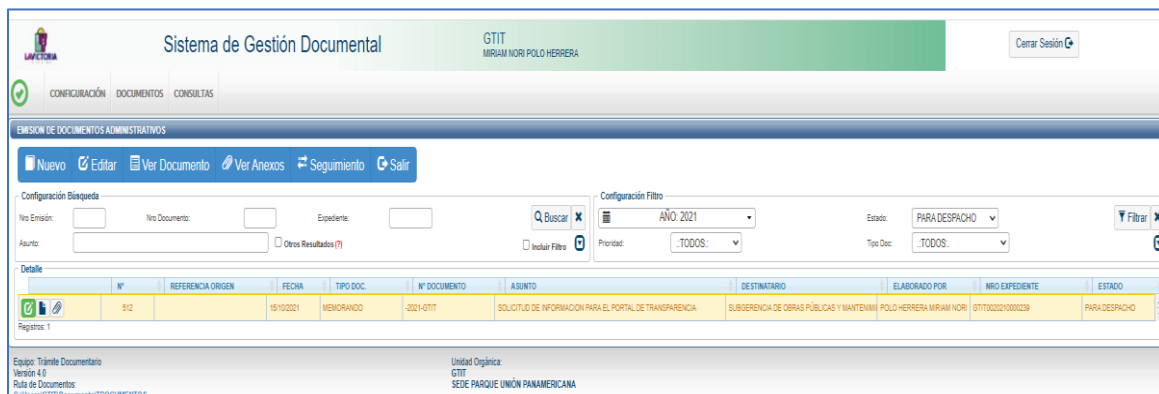 LAVICTORIA
Sistema de Gestión Documental
GTIT
MIRIAM NORI POLO HERRERA
Cerrar Sesión
CONFIGURACIÓN DOCUMENTOS CONSULTAS
EMISION DE DOCUMENTOS ADMINISTRATIVOS
Nuevo Editar Ver Documento Ver Anexos Seguimiento Salir
Configuración Búsqueda
Nro Emisión: Nro Documento: Expediente: Buscar
Asunto: Otros Resultados (?) Incluir Filtro
Configuración Filtro
AÑO: 2021 Estado: PARA DESPACHO Filtrar
Prioridad: .:TODOS:. Tipo Doc: .:TODOS:.
Detalle
N° REFERENCIA ORIGEN FECHA TIPO DOC. N° DOCUMENTO ASUNTO DESTINATARIO ELABORADO POR NRO EXPEDIENTE ESTADO
512 15/10/2021 MEMORANDO -2021-GTIT SOLICITUD DE INFORMACION PARA EL PORTAL DE TRANSPARENCIA SUBGERENCIA DE OBRAS PÚBLICAS Y MANTENIMI POLO HERRERA MIRIAM NORI GTIT0020210000239 PARA DESPACHO
Registros: 1
Equipo: Trámite Documentario
Versión 4.0
Ruta de Documentos:
Unidad Orgánica:
GTIT
SEDE PARQUE UNIÓN PANAMERICANA